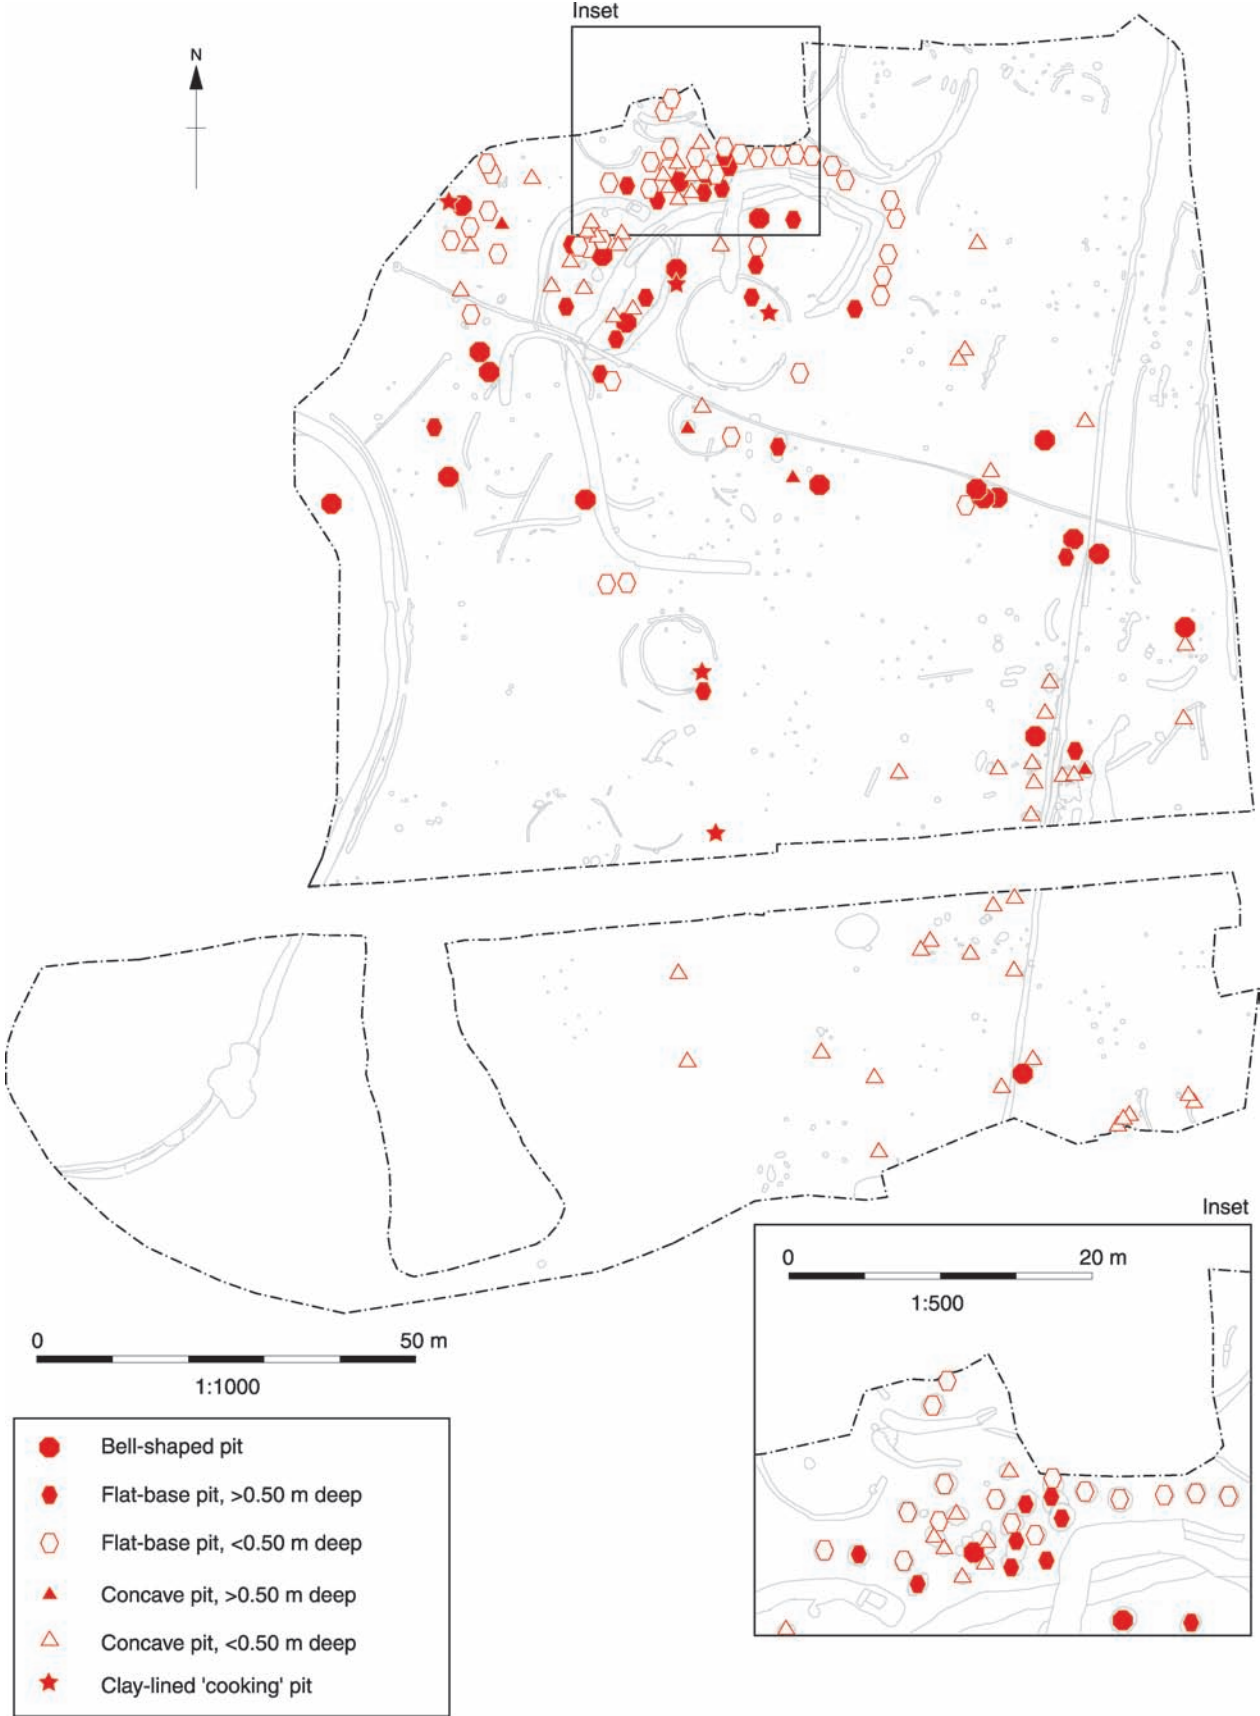 Inset
N
Inset
0 20 m
1:500
0 50 m
1:1000
Bell-shaped pit
Flat-base pit, >0.50 m deep
Flat-base pit, <0.50 m deep
Concave pit, >0.50 m deep
Concave pit, <0.50 m deep
Clay-lined 'cooking' pit